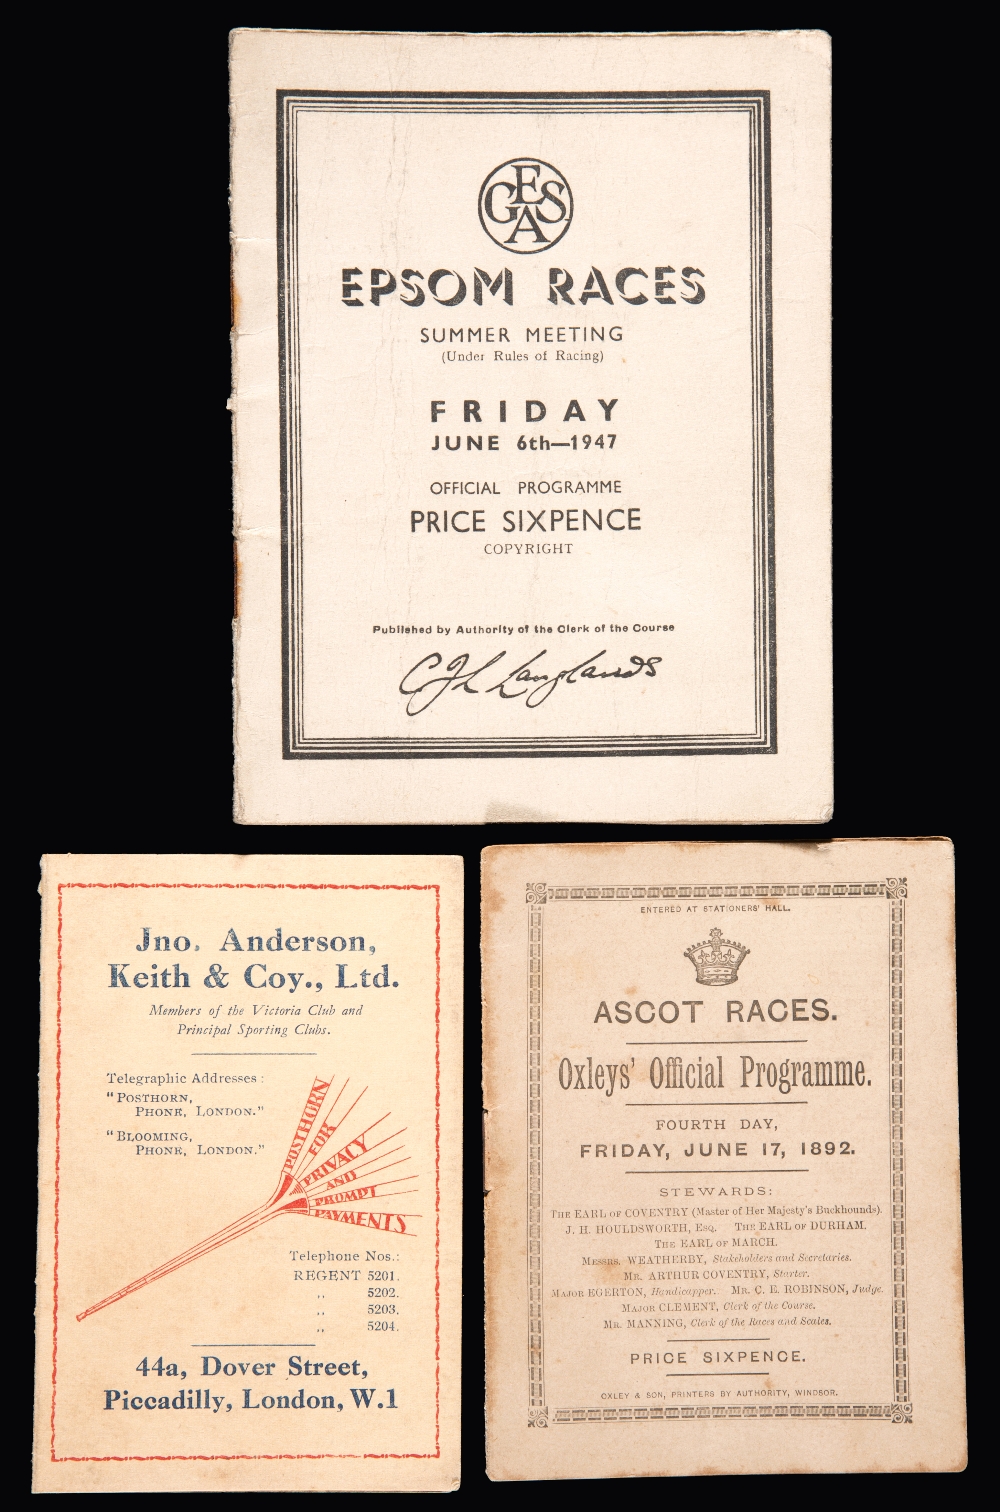 GESA
EPSOM RACES
SUMMER MEETING
(Under Rules of Racing)
FRIDAY
JUNE 6th—1947
OFFICIAL PROGRAMME
PRICE SIXPENCE
COPYRIGHT
Published by Authority of the Clerk of the Course
CJL Langlands
Jno. Anderson,
Keith & Coy., Ltd.
Members of the Victoria Club and
Principal Sporting Clubs.
Telegraphic Addresses:
"POSTHORN,
PHONE, LONDON."
"BLOOMING,
PHONE, LONDON."
POSTHORN
FOR
PRIVACY
AND
PROMPT
PAYMENTS
Telephone Nos.:
REGENT 5201.
,, 5202.
,, 5203.
,, 5204.
44a, Dover Street,
Piccadilly, London, W.1
ENTERED AT STATIONERS' HALL.
ASCOT RACES.
Oxleys' Official Programme.
FOURTH DAY,
FRIDAY, JUNE 17, 1892.
STEWARDS:
THE EARL OF COVENTRY (Master of Her Majesty's Buckhounds).
J. H. HOULDSWORTH, ESQ. THE EARL OF DURHAM.
THE EARL OF MARCH.
MESSRS. WEATHERBY, Stakeholders and Secretaries.
MR. ARTHUR COVENTRY, Starter.
MAJOR EGERTON, Handicapper. MR. C. E. ROBINSON, Judge.
MAJOR CLEMENT, Clerk of the Course.
MR. MANNING, Clerk of the Races and Scales.
PRICE SIXPENCE.
OXLEY & SON, PRINTERS BY AUTHORITY, WINDSOR.